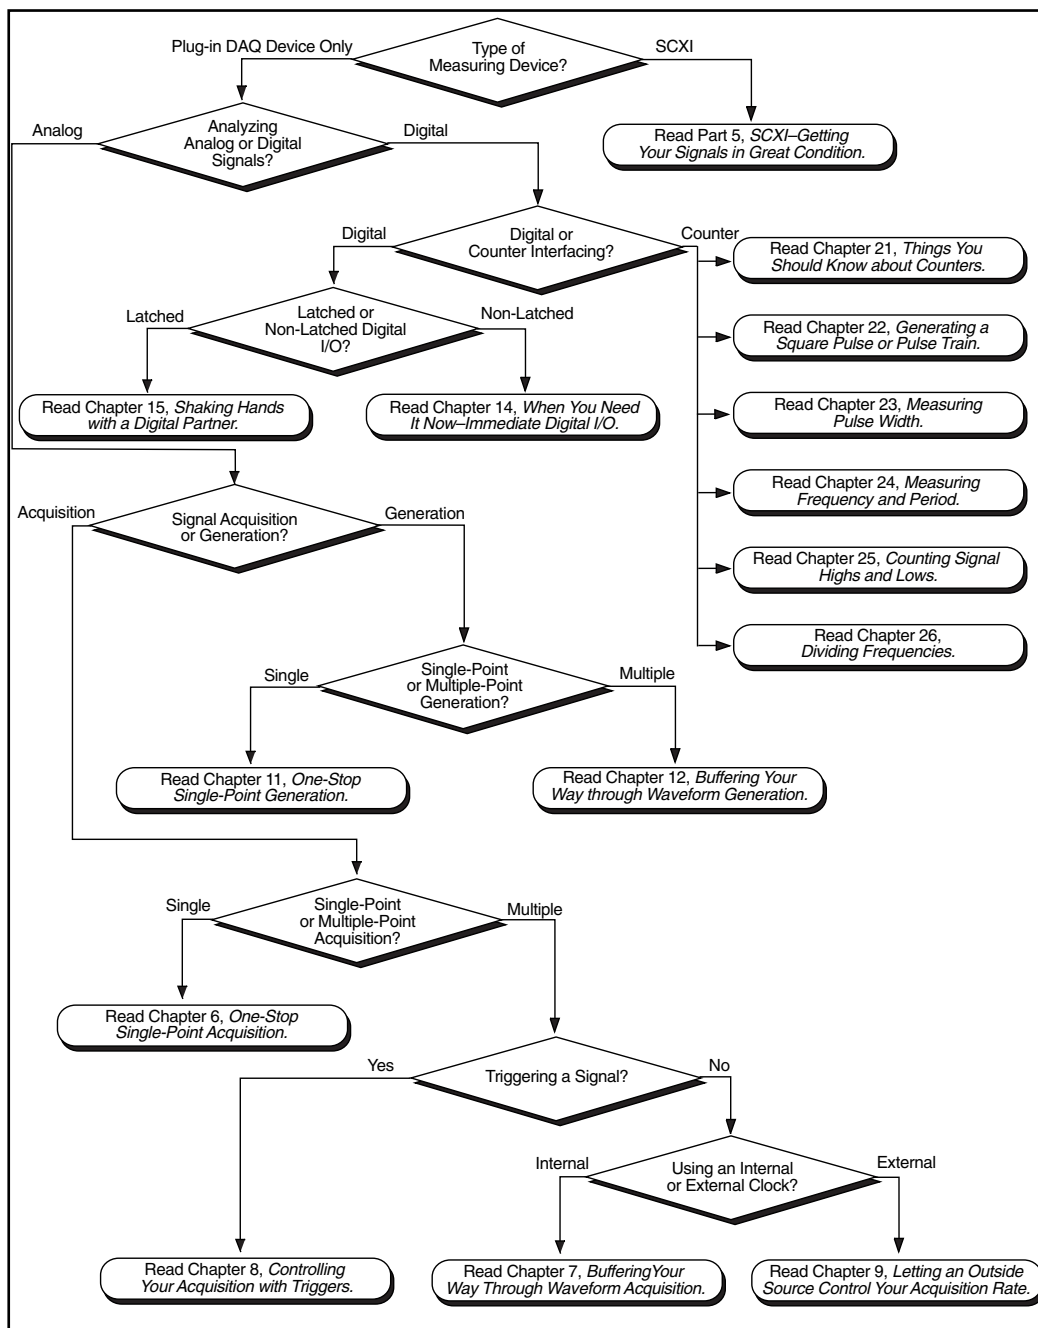 Plug-in DAQ Device Only
Type of
Measuring Device?
SCXI
Analog
Analyzing
Analog or Digital
Signals?
Digital
Read Part 5, SCXI–Getting
Your Signals in Great Condition.
Digital
Digital or
Counter Interfacing?
Counter
Read Chapter 21, Things You
Should Know about Counters.
Latched
Latched or
Non-Latched Digital
I/O?
Non-Latched
Read Chapter 22, Generating a
Square Pulse or Pulse Train.
Read Chapter 15, Shaking Hands
with a Digital Partner.
Read Chapter 14, When You Need
It Now–Immediate Digital I/O.
Read Chapter 23, Measuring
Pulse Width.
Read Chapter 24, Measuring
Frequency and Period.
Acquisition
Signal Acquisition
or Generation?
Generation
Read Chapter 25, Counting Signal
Highs and Lows.
Read Chapter 26,
Dividing Frequencies.
Single
Single-Point
or Multiple-Point
Generation?
Multiple
Read Chapter 11, One-Stop
Single-Point Generation.
Read Chapter 12, Buffering Your
Way through Waveform Generation.
Single
Single-Point
or Multiple-Point
Acquisition?
Multiple
Read Chapter 6, One-Stop
Single-Point Acquisition.
Yes
Triggering a Signal?
No
Internal
Using an Internal
or External Clock?
External
Read Chapter 8, Controlling
Your Acquisition with Triggers.
Read Chapter 7, BufferingYour
Way Through Waveform Acquisition.
Read Chapter 9, Letting an Outside
Source Control Your Acquisition Rate.